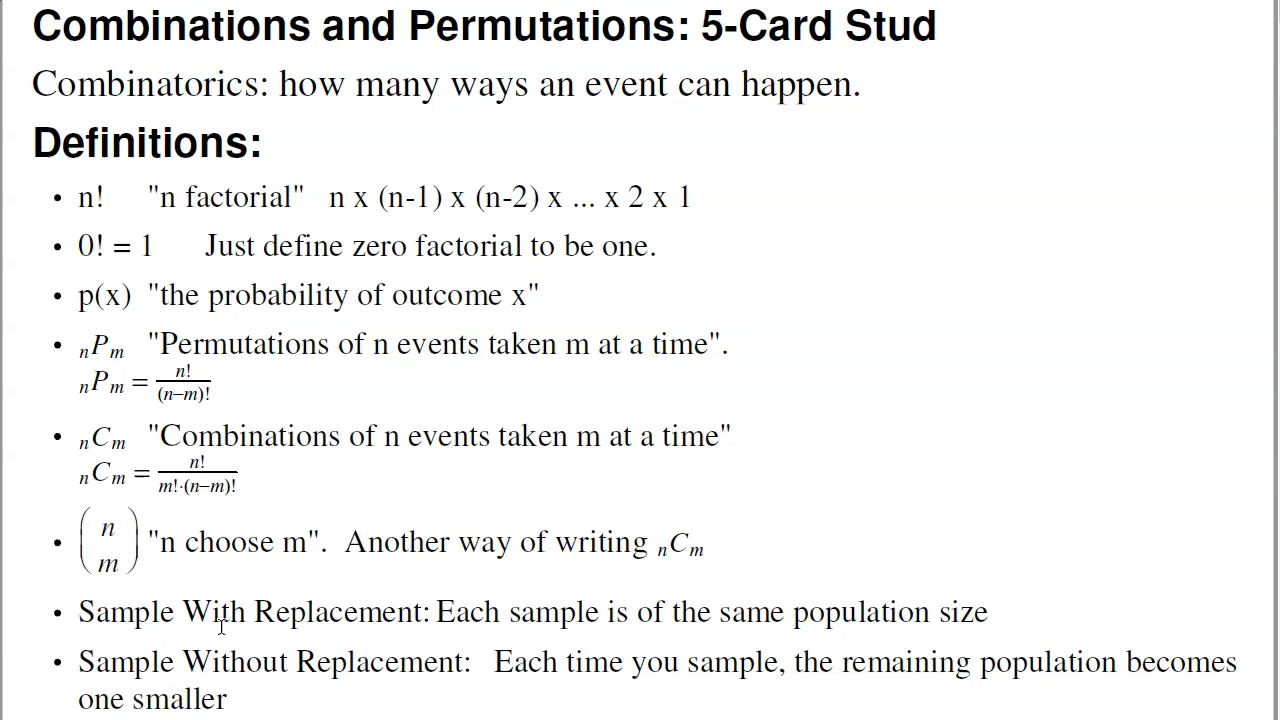 Combinations and Permutations: 5-Card Stud
Combinatorics: how many ways an event can happen.
Definitions:
• n! "n factorial" n x (n-1) x (n-2) x ... x 2 x 1
• 0! = 1 Just define zero factorial to be one.
• p(x) "the probability of outcome x"
• nPm "Permutations of n events taken m at a time".
nPm = n!/(n−m)!
• nCm "Combinations of n events taken m at a time"
nCm = n!/m!·(n−m)!
• (n m) "n choose m". Another way of writing nCm
• Sample With Replacement: Each sample is of the same population size
• Sample Without Replacement: Each time you sample, the remaining population becomes
one smaller